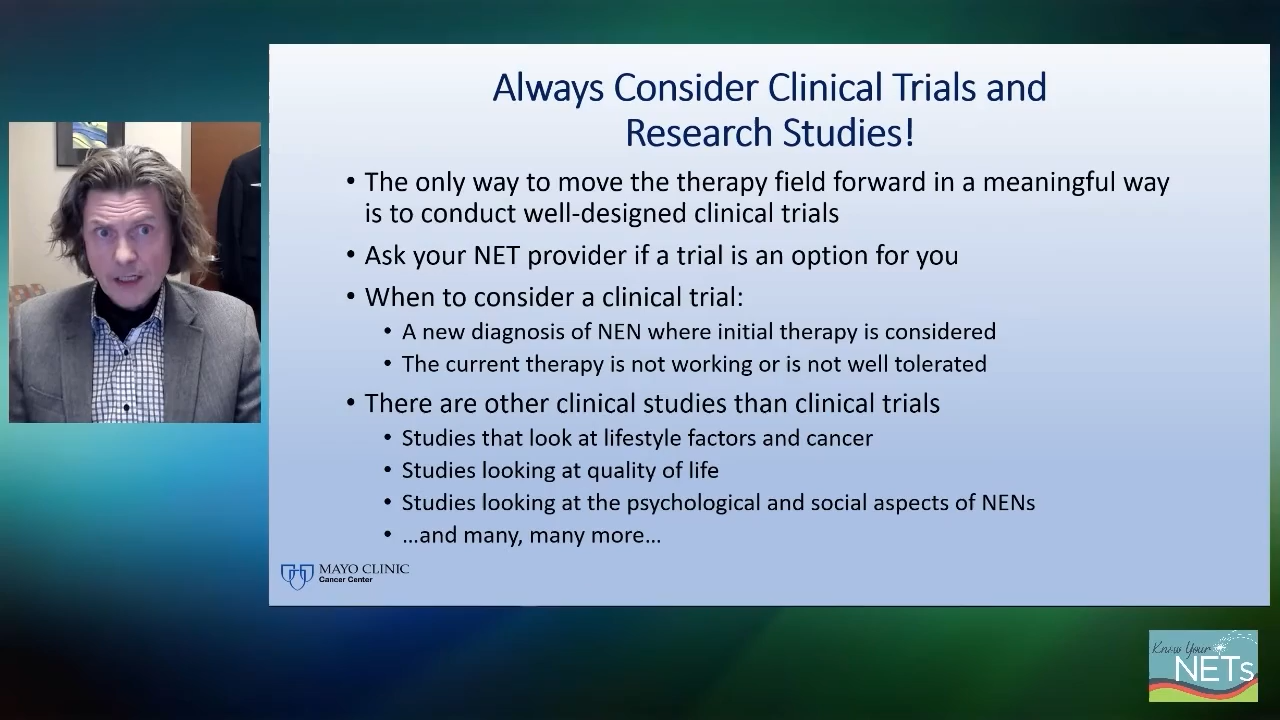 Always Consider Clinical Trials and
Research Studies!
• The only way to move the therapy field forward in a meaningful way
is to conduct well-designed clinical trials
• Ask your NET provider if a trial is an option for you
• When to consider a clinical trial:
• A new diagnosis of NEN where initial therapy is considered
• The current therapy is not working or is not well tolerated
• There are other clinical studies than clinical trials
• Studies that look at lifestyle factors and cancer
• Studies looking at quality of life
• Studies looking at the psychological and social aspects of NENs
• …and many, many more…
MAYO CLINIC
Cancer Center
Know Your
NETs